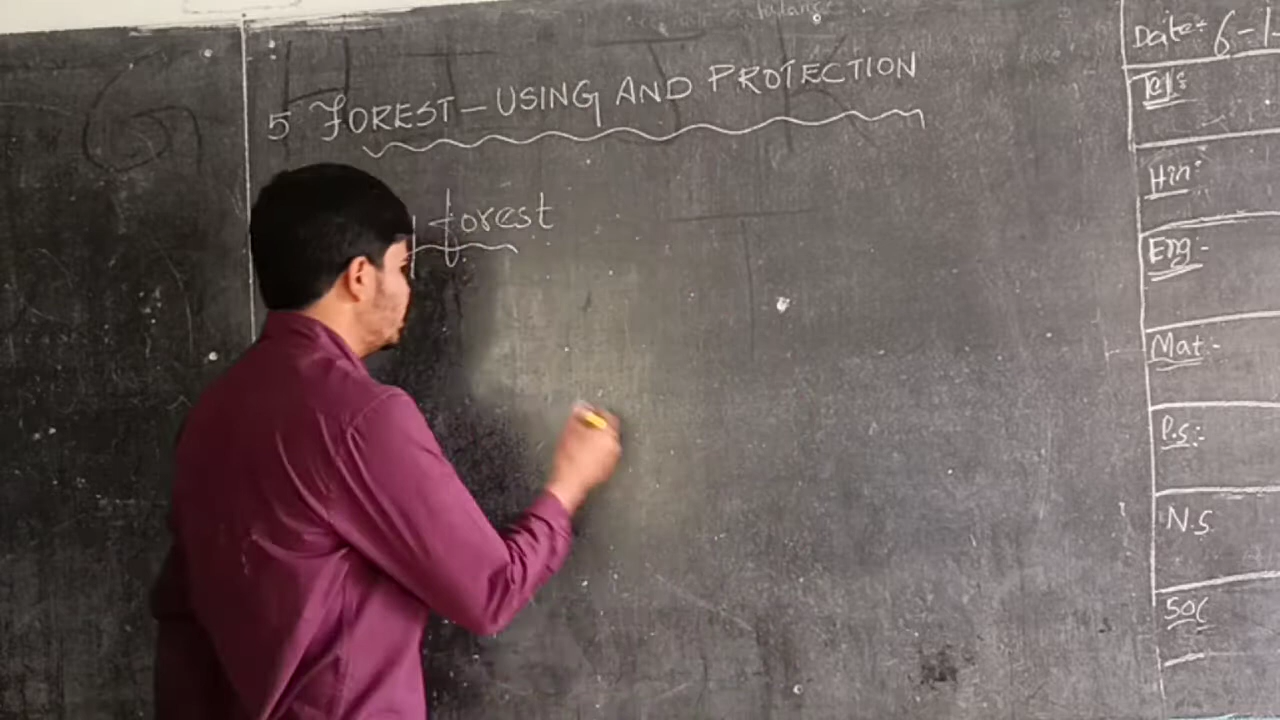 5 FOREST - USING AND PROTECTION
forest
Date:- 6-1-
Tel:
Hin:
Eng:-
Mat:-
P.S:-
N.S
SOC